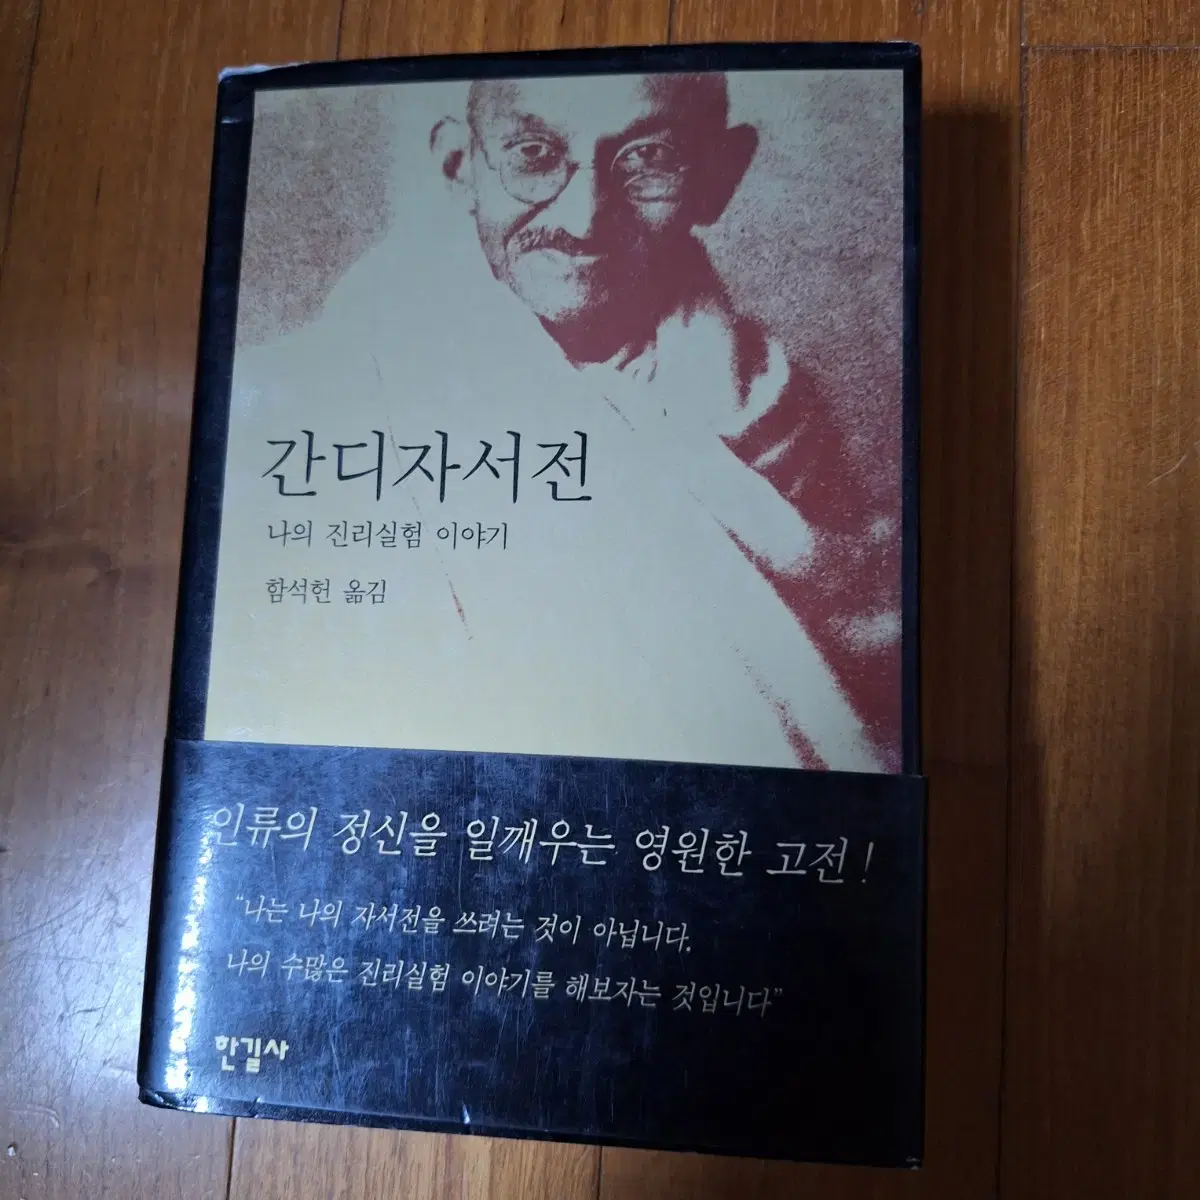 간디자서전
나의 진리실험 이야기
함석헌 옮김
인류의 정신을 일깨우는 영원한 고전!
"나는 나의 자서전을 쓰려는 것이 아닙니다.
나의 수많은 진리실험 이야기를 해보자는 것입니다"
한길사